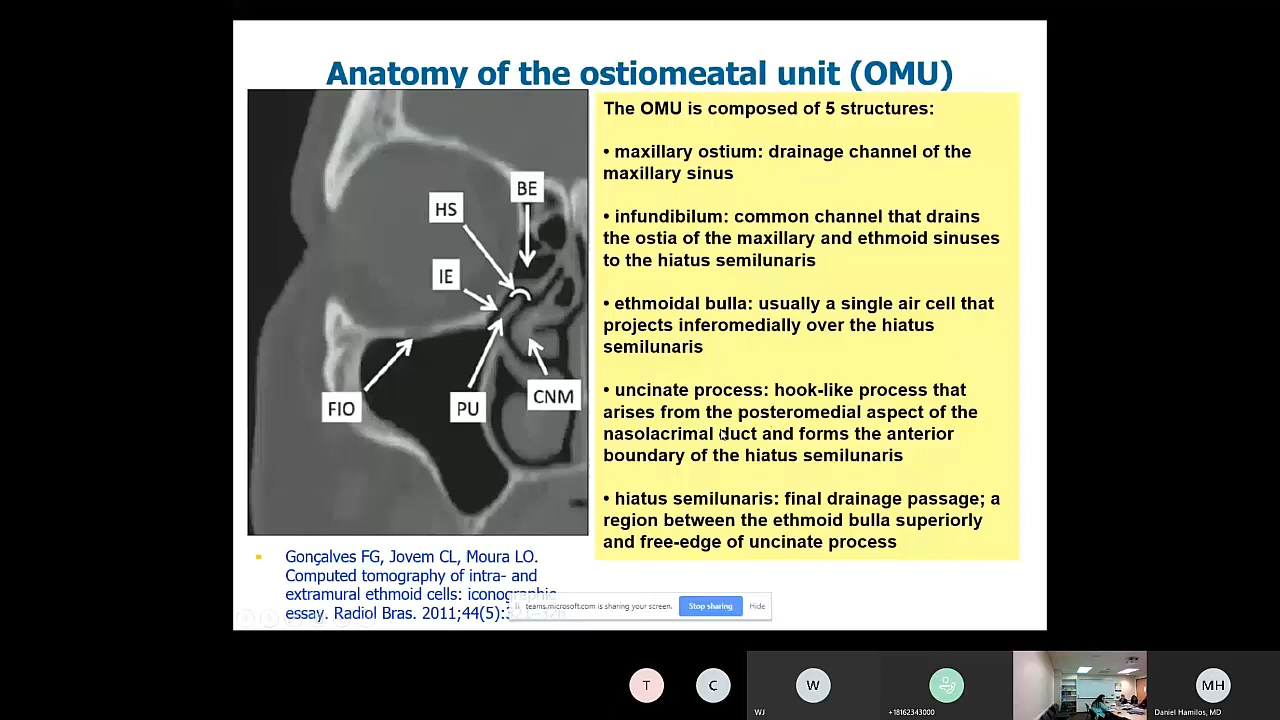 Anatomy of the ostiomeatal unit (OMU)
BE
HS
IE
FIO
PU
CNM
The OMU is composed of 5 structures:
• maxillary ostium: drainage channel of the
maxillary sinus
• infundibilum: common channel that drains
the ostia of the maxillary and ethmoid sinuses
to the hiatus semilunaris
• ethmoidal bulla: usually a single air cell that
projects inferomedially over the hiatus
semilunaris
• uncinate process: hook-like process that
arises from the posteromedial aspect of the
nasolacrimal duct and forms the anterior
boundary of the hiatus semilunaris
• hiatus semilunaris: final drainage passage; a
region between the ethmoid bulla superiorly
and free-edge of uncinate process
Gonçalves FG, Jovem CL, Moura LO.
Computed tomography of intra- and
extramural ethmoid cells: iconographic
essay. Radiol Bras. 2011;44(5):
teams.microsoft.com is sharing your screen.
Stop sharing
Hide
T
C
W
MH
WJ
+18162343000
Daniel Hamilos, MD